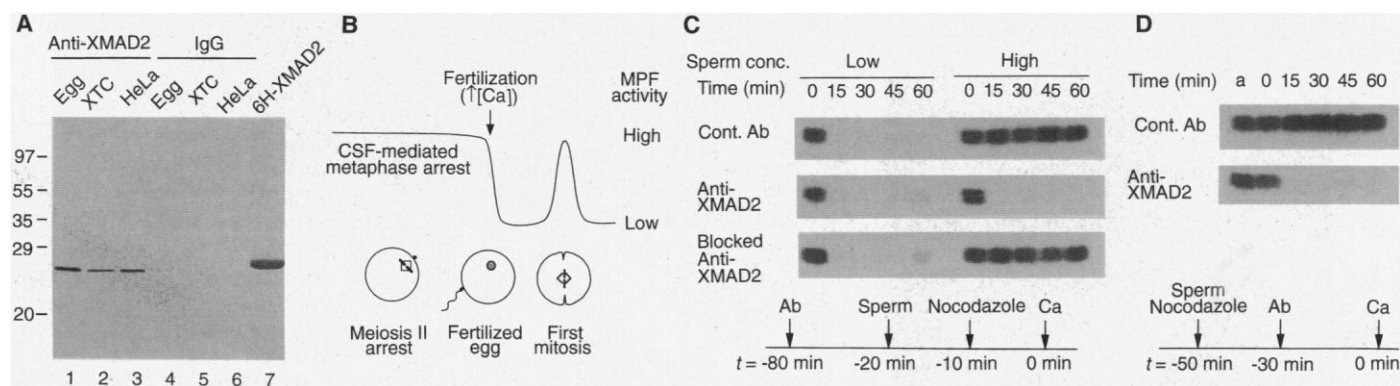 A
Anti-XMAD2 IgG
Egg XTC HeLa Egg XTC HeLa 6H-XMAD2
97
55
35
29
20
1 2 3 4 5 6 7
B
Fertilization
(↑[Ca])
MPF
activity
High
CSF-mediated
metaphase arrest
Low
Meiosis II
arrest
Fertilized
egg
First
mitosis
C
Sperm conc. Low High
Time (min) 0 15 30 45 60 0 15 30 45 60
Cont. Ab
Anti-
XMAD2
Blocked
Anti-
XMAD2
Ab Sperm Nocodazole Ca
t = -80 min -20 min -10 min 0 min
D
Time (min) a 0 15 30 45 60
Cont. Ab
Anti-
XMAD2
Sperm
Nocodazole Ab Ca
t = -50 min -30 min 0 min